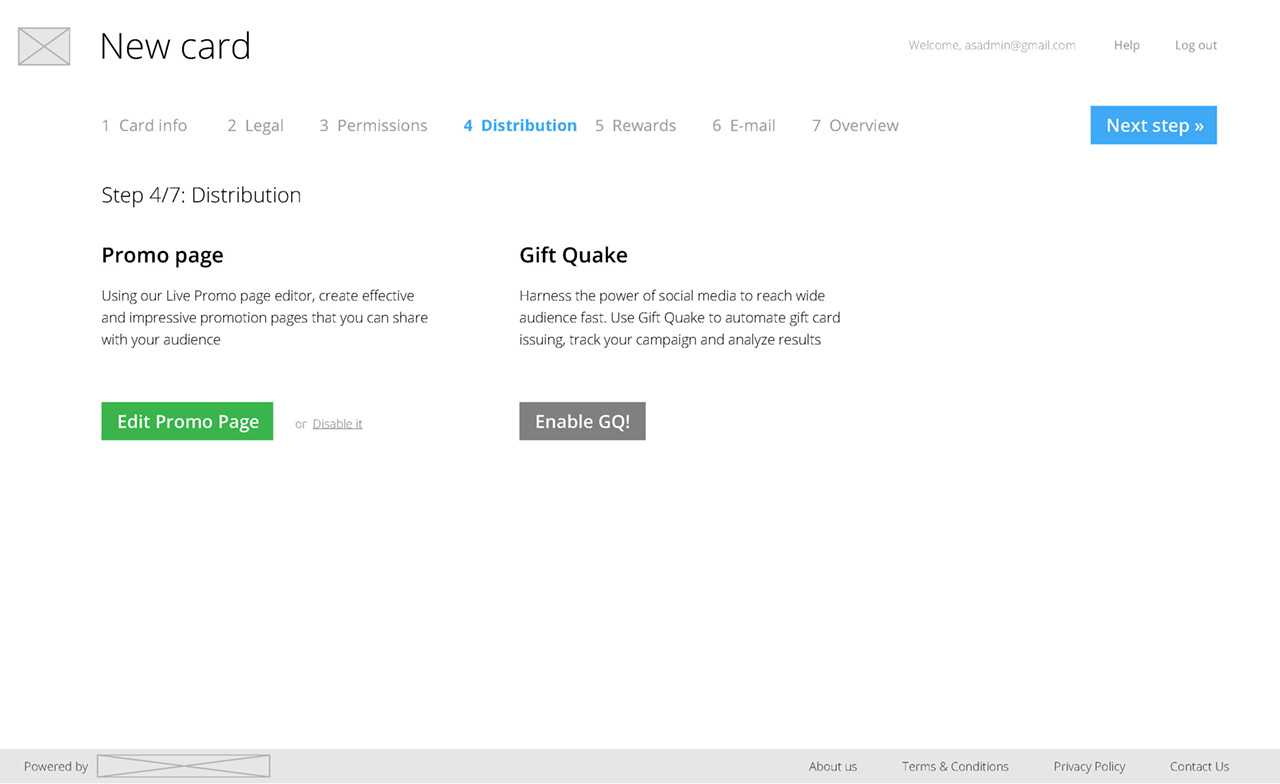 New card
Welcome, asadmin@gmail.com Help Log out
1 Card info 2 Legal 3 Permissions 4 Distribution 5 Rewards 6 E-mail 7 Overview Next step »
Step 4/7: Distribution
Promo page
Using our Live Promo page editor, create effective
and impressive promotion pages that you can share
with your audience
Edit Promo Page or Disable it
Gift Quake
Harness the power of social media to reach wide
audience fast. Use Gift Quake to automate gift card
issuing, track your campaign and analyze results
Enable GQ!
Powered by About us Terms & Conditions Privacy Policy Contact Us